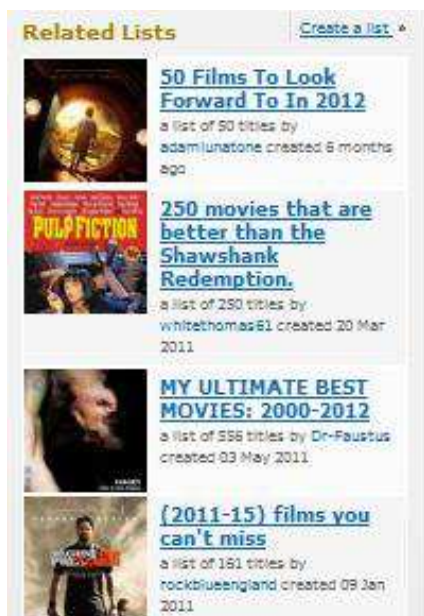 Related Lists
Create a list »
50 Films To Look
Forward To In 2012
a list of 50 titles by
adamlunatone created 6 months
ago
PULP FICTION
250 movies that are
better than the
Shawshank
Redemption.
a list of 250 titles by
whitethomas61 created 20 Mar
2011
MY ULTIMATE BEST
MOVIES: 2000-2012
a list of 556 titles by Dr-Faustus
created 03 May 2011
(2011-15) films you
can't miss
a list of 161 titles by
rockblueengland created 09 Jan
2011